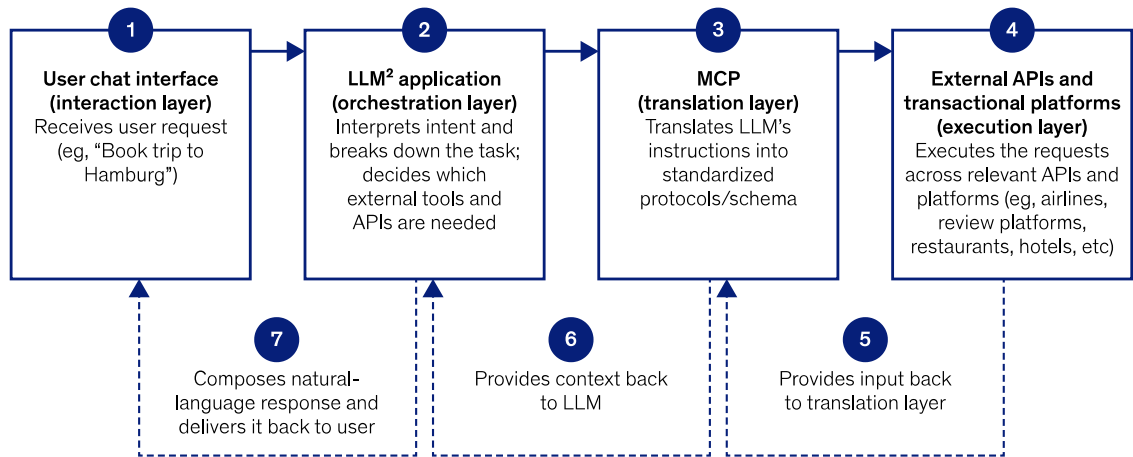 1
User chat interface
(interaction layer)
Receives user request
(eg, “Book trip to
Hamburg”)
2
LLM² application
(orchestration layer)
Interprets intent and
breaks down the task;
decides which
external tools and
APIs are needed
3
MCP
(translation layer)
Translates LLM’s
instructions into
standardized
protocols/schema
4
External APIs and
transactional platforms
(execution layer)
Executes the requests
across relevant APIs and
platforms (eg, airlines,
review platforms,
restaurants, hotels, etc)
7
Composes natural-
language response and
delivers it back to user
6
Provides context back
to LLM
5
Provides input back
to translation layer